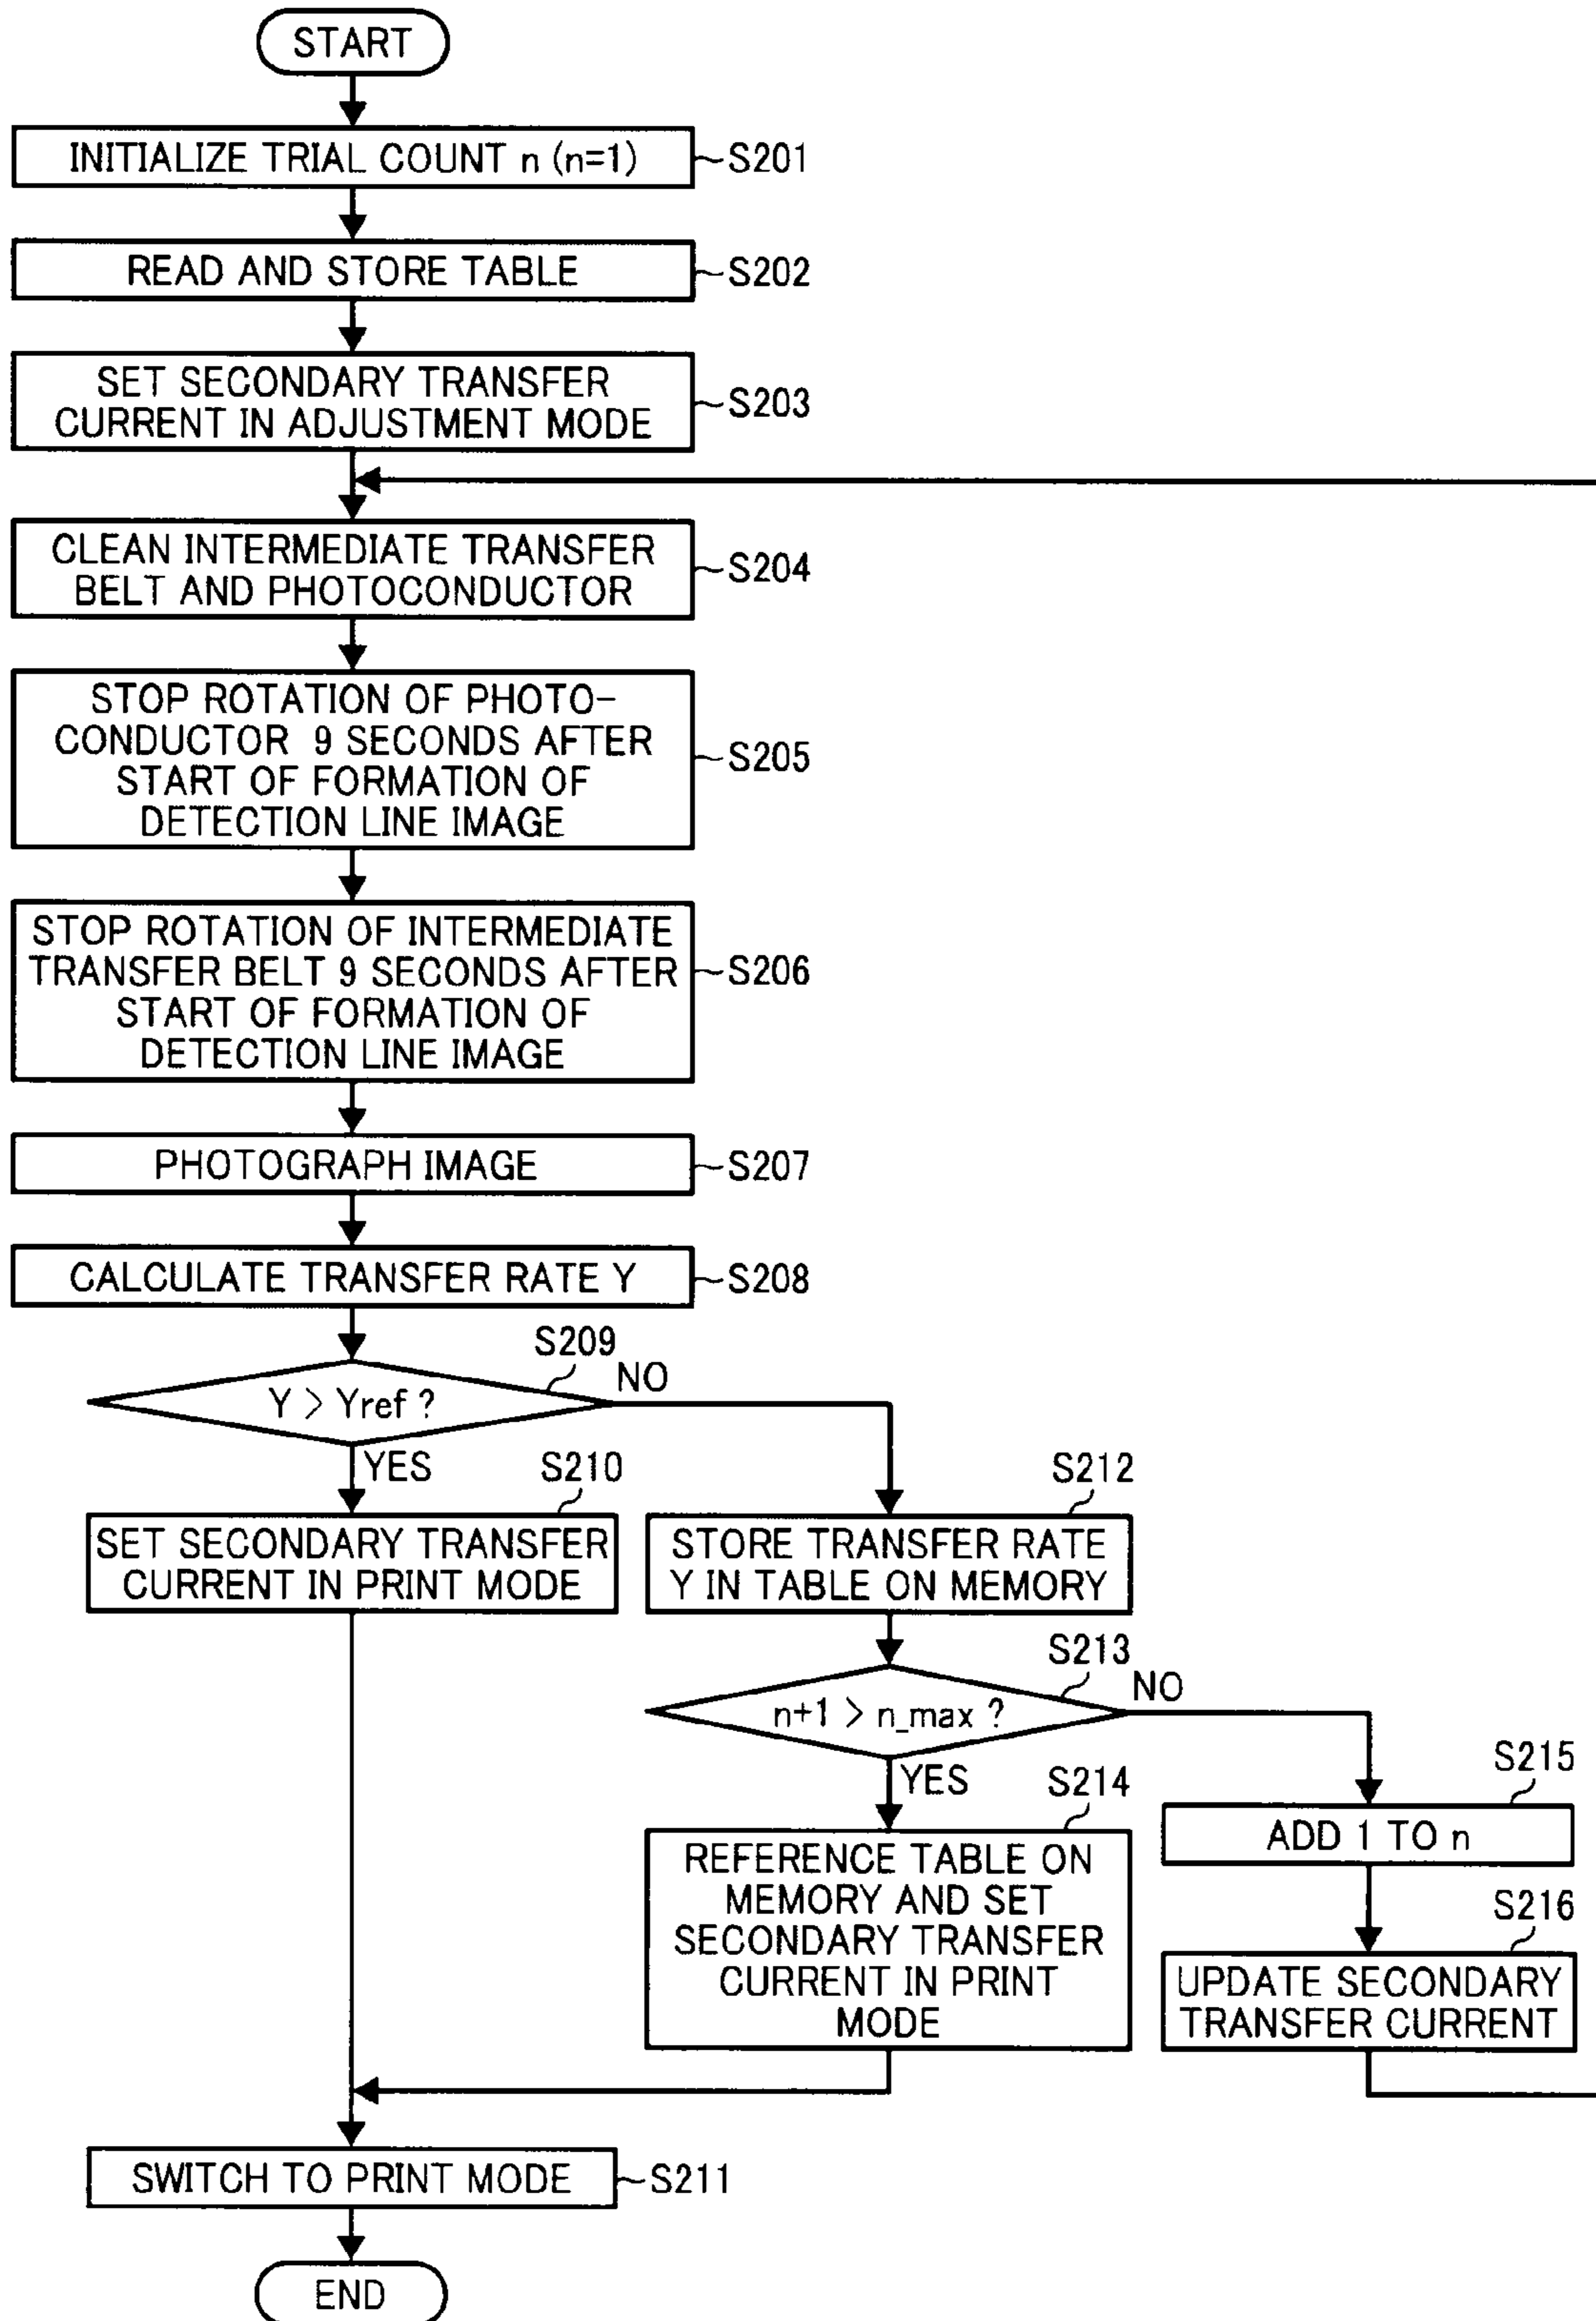 START
INITIALIZE TRIAL COUNT n (n=1)
S201
READ AND STORE TABLE
S202
SET SECONDARY TRANSFER
CURRENT IN ADJUSTMENT MODE
S203
CLEAN INTERMEDIATE TRANSFER
BELT AND PHOTOCONDUCTOR
S204
STOP ROTATION OF PHOTO-
CONDUCTOR 9 SECONDS AFTER
START OF FORMATION OF
DETECTION LINE IMAGE
S205
STOP ROTATION OF INTERMEDIATE
TRANSFER BELT 9 SECONDS AFTER
START OF FORMATION OF
DETECTION LINE IMAGE
S206
PHOTOGRAPH IMAGE
S207
CALCULATE TRANSFER RATE Y
S208
S209
Y > Yref ?
NO
YES
S210
SET SECONDARY TRANSFER
CURRENT IN PRINT MODE
S212
STORE TRANSFER RATE
Y IN TABLE ON MEMORY
S213
n+1 > n_max ?
NO
YES
S214
REFERENCE TABLE ON
MEMORY AND SET
SECONDARY TRANSFER
CURRENT IN PRINT
MODE
S215
ADD 1 TO n
S216
UPDATE SECONDARY
TRANSFER CURRENT
SWITCH TO PRINT MODE
S211
END